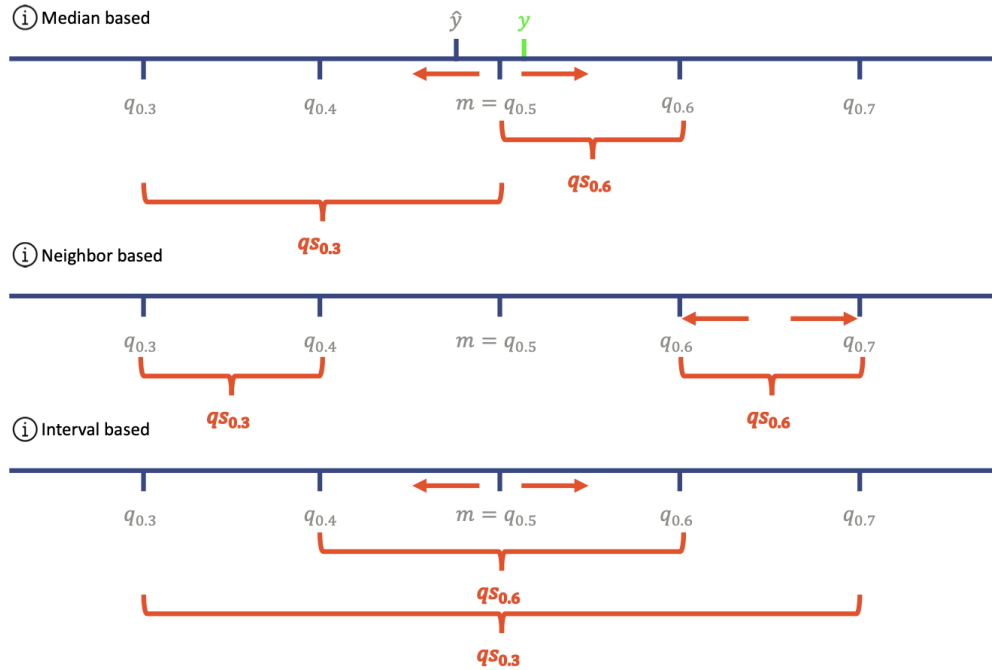 ⓘ Median based
ŷ y
q₀.₃ q₀.₄ m = q₀.₅ q₀.₆ q₀.₇
qs₀.₆
qs₀.₃
ⓘ Neighbor based
q₀.₃ q₀.₄ m = q₀.₅ q₀.₆ q₀.₇
qs₀.₃ qs₀.₆
ⓘ Interval based
q₀.₃ q₀.₄ m = q₀.₅ q₀.₆ q₀.₇
qs₀.₆
qs₀.₃